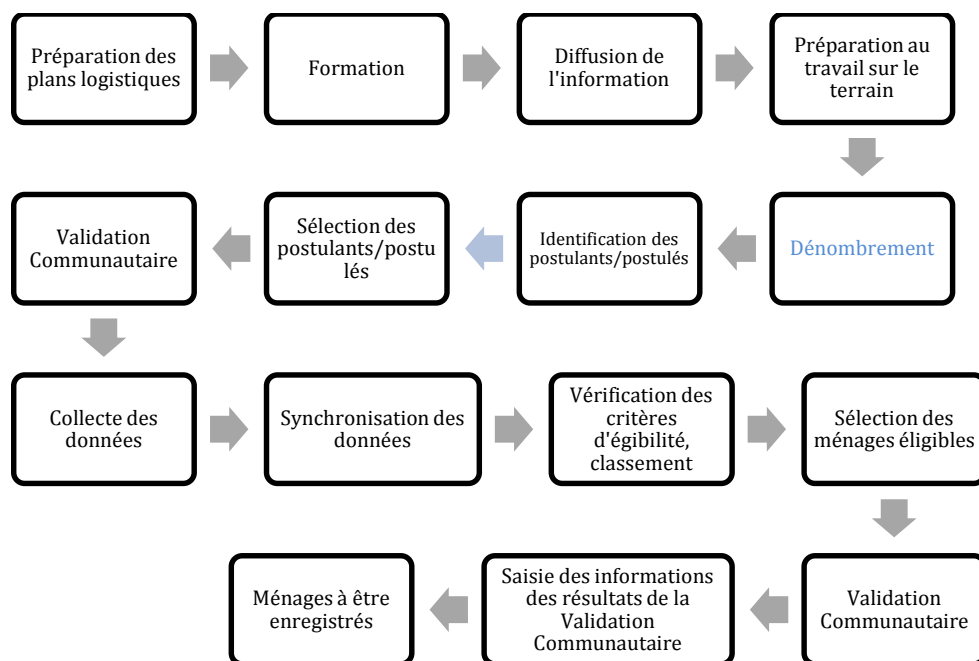 Préparation des
plans logistiques
Formation
Diffusion de
l'information
Préparation au
travail sur le
terrain
Dénombrement
Identification des
postulants/postulés
Sélection des
postulants/postu
lés
Validation
Communautaire
Collecte des
données
Synchronisation des
données
Vérification des
critères
d'égibilité,
classement
Sélection des
ménages éligibles
Validation
Communautaire
Saisie des informations
des résultats de la
Validation
Communautaire
Ménages à être
enregistrés